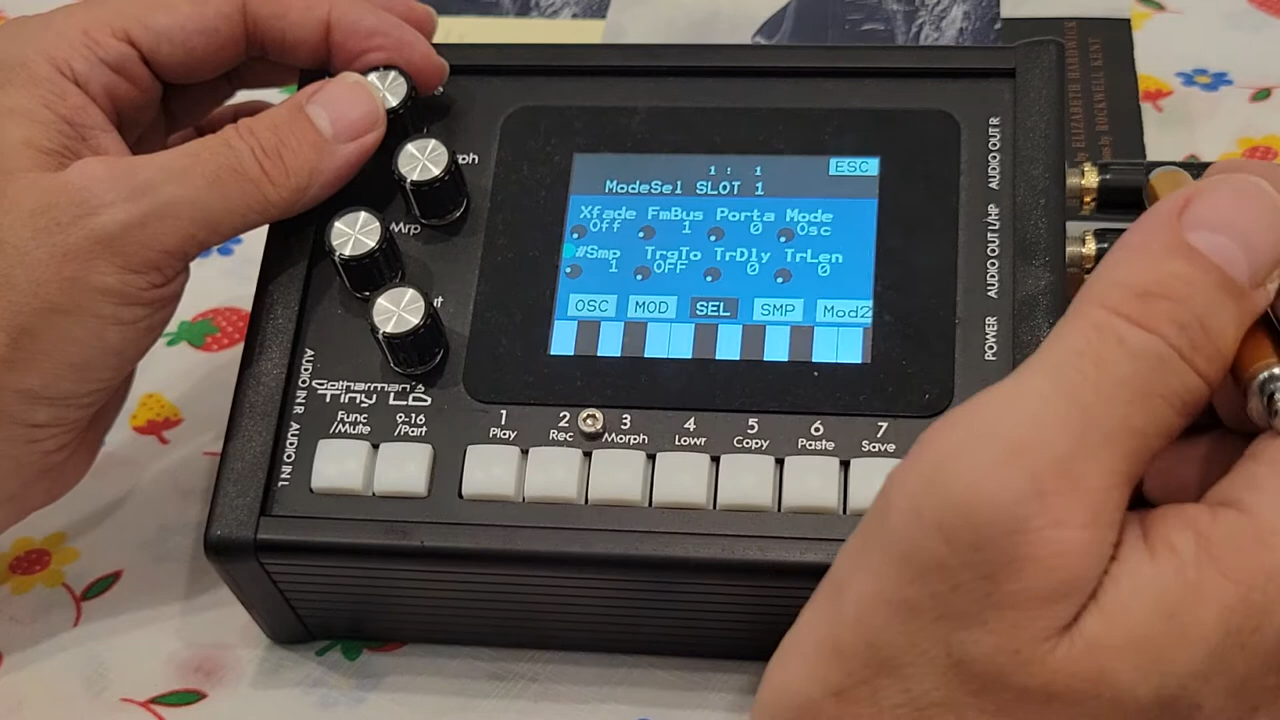 1: 1
ESC
ModeSel SLOT 1
Xfade FmBus Porta Mode
Off 1 0 Osc
#Smp TrgTo TrDly TrLen
1 OFF 0 0
OSC MOD SEL SMP Mod2
Mrp
Gotharman's
Tiny LD
Func
/Mute
9-16
/Part
1
Play
2
Rec
3
Morph
4
Lowr
5
Copy
6
Paste
7
Save
AUDIO IN R
AUDIO IN L
AUDIO OUT R
AUDIO OUT L/HP
POWER
ELIZABETH HARDWICK
ROCKWELL KENT